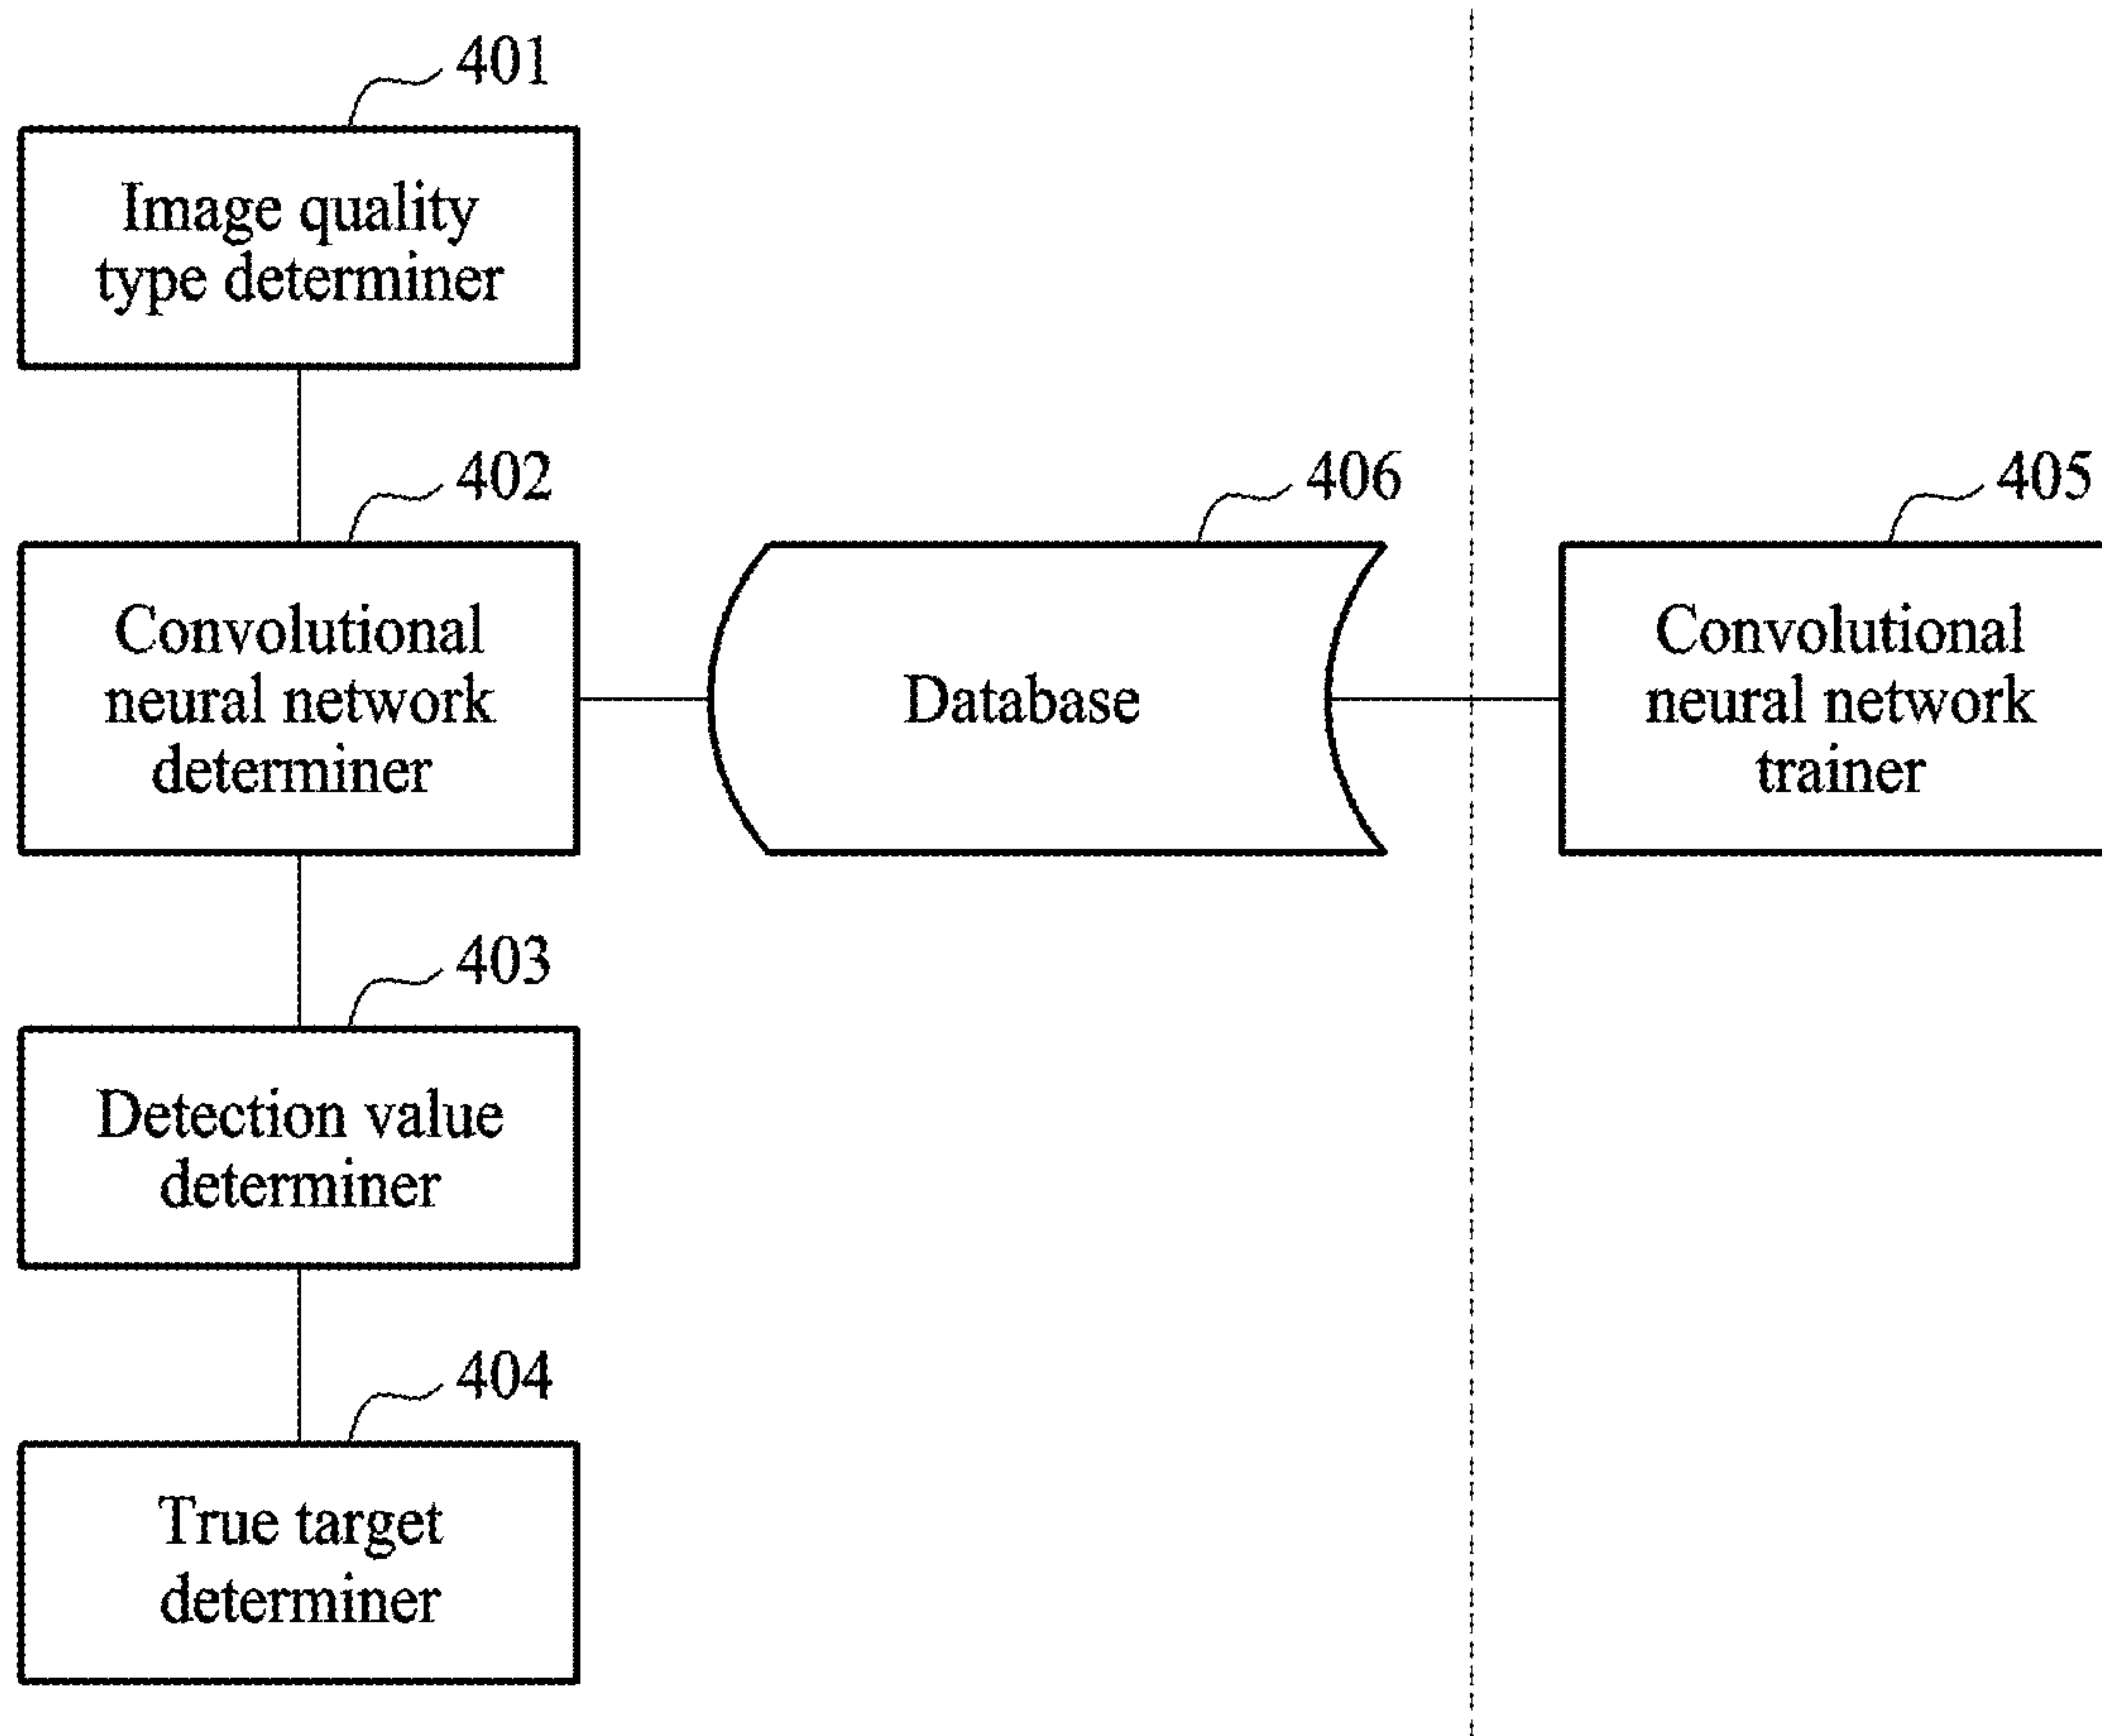 401
Image quality
type determiner
402
Convolutional
neural network
determiner
406
Database
405
Convolutional
neural network
trainer
403
Detection value
determiner
404
True target
determiner